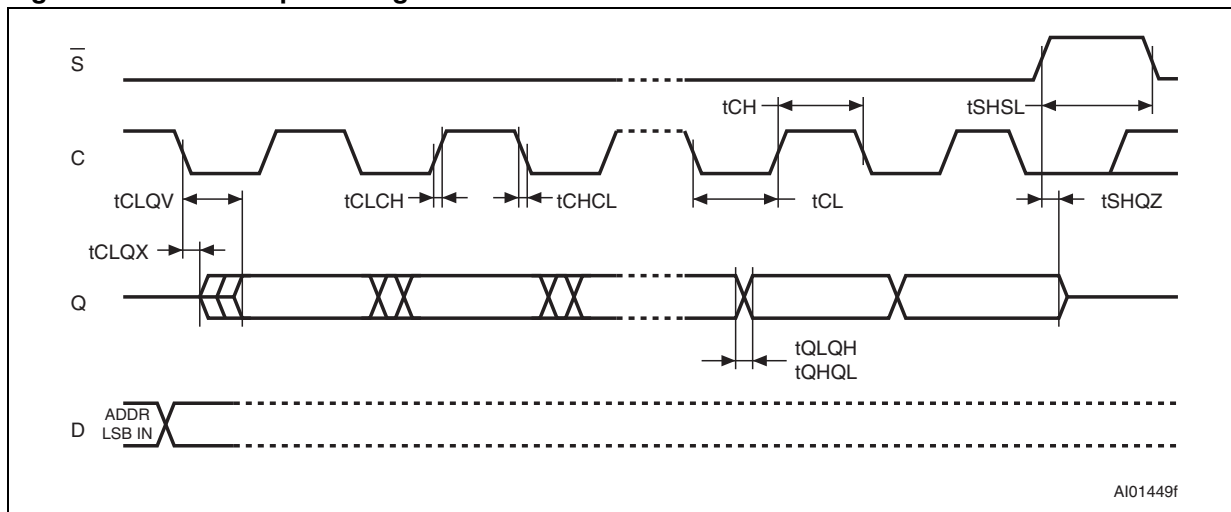 S
tCH
tSHSL
C
tCLQV
tCLCH
tCHCL
tCL
tSHQZ
tCLQX
Q
tQLQH
tQHQL
ADDR
D
LSB IN
AI01449f